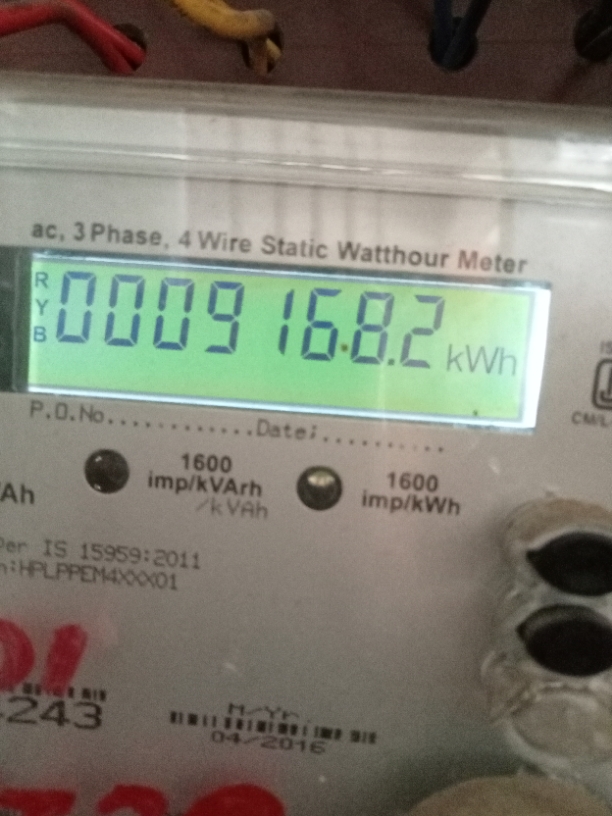 ac, 3 Phase, 4 Wire Static Watthour Meter
R
Y
B
0009168.2 kWh
P.O.No............Date:..........
1600
imp/kVArh
/kVAh
1600
imp/kWh
Per IS 15959:2011
HPLPPEM4XXX01
01
243
M/Yr.
04/2016